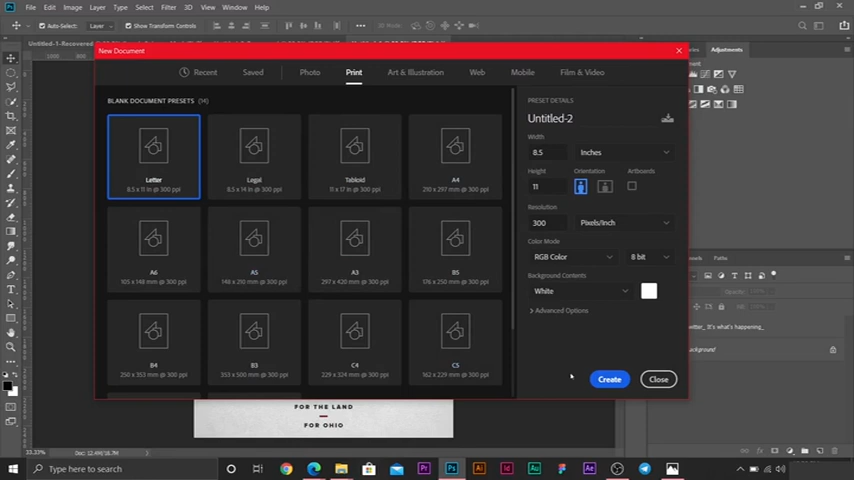 File Edit Image Layer Type Select Filter 3D View Window Help
Auto-Select: Layer Show Transform Controls
3D Mode:
Untitled-1-Recovered
Adjustments
New Document
Recent Saved Photo Print Art & Illustration Web Mobile Film & Video
BLANK DOCUMENT PRESETS (14)
Letter
8.5 x 11 in @ 300 ppi
Legal
8.5 x 14 in @ 300 ppi
Tabloid
11 x 17 in @ 300 ppi
A4
210 x 297 mm @ 300 ppi
A6
105 x 148 mm @ 300 ppi
A5
148 x 210 mm @ 300 ppi
A3
297 x 420 mm @ 300 ppi
B5
176 x 250 mm @ 300 ppi
B4
250 x 353 mm @ 300 ppi
B3
353 x 500 mm @ 300 ppi
C4
229 x 324 mm @ 300 ppi
C5
162 x 229 mm @ 300 ppi
PRESET DETAILS
Untitled-2
Width
8.5 Inches
Height Orientation Artboards
11
Resolution
300 Pixels/Inch
Color Mode
RGB Color 8 bit
Background Contents
White
Advanced Options
Create Close
Paths
FOR THE LAND
FOR OHIO
33.33% Doc: 12.4M/18.7M
Type here to search